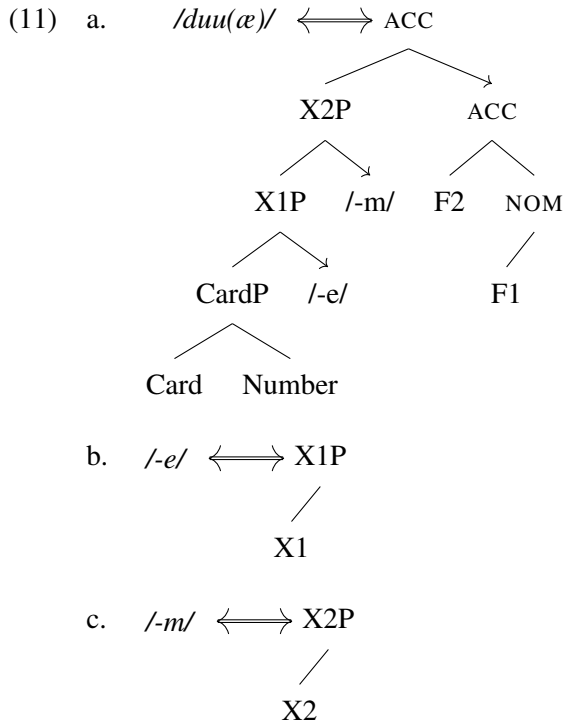 (11) a. /duu(æ)/ ⟺ ACC
X2P ACC
X1P /-m/ F2 NOM
CardP /-e/ F1
Card Number
b. /-e/ ⟺ X1P
X1
c. /-m/ ⟺ X2P
X2